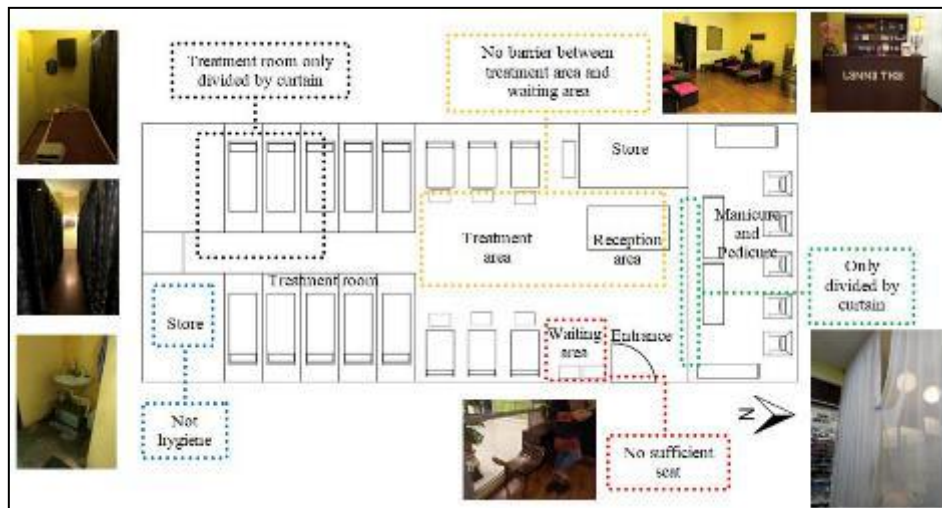 Treatment room only
divided by curtain
No barrier between
treatment area and
waiting area
Store
Manicure
and
Pedicure
Treatment
area
Reception
area
Only
divided by
curtain
Treatment room
Store
Waiting
area
Entrance
Not
hygiene
No sufficient
seat
N